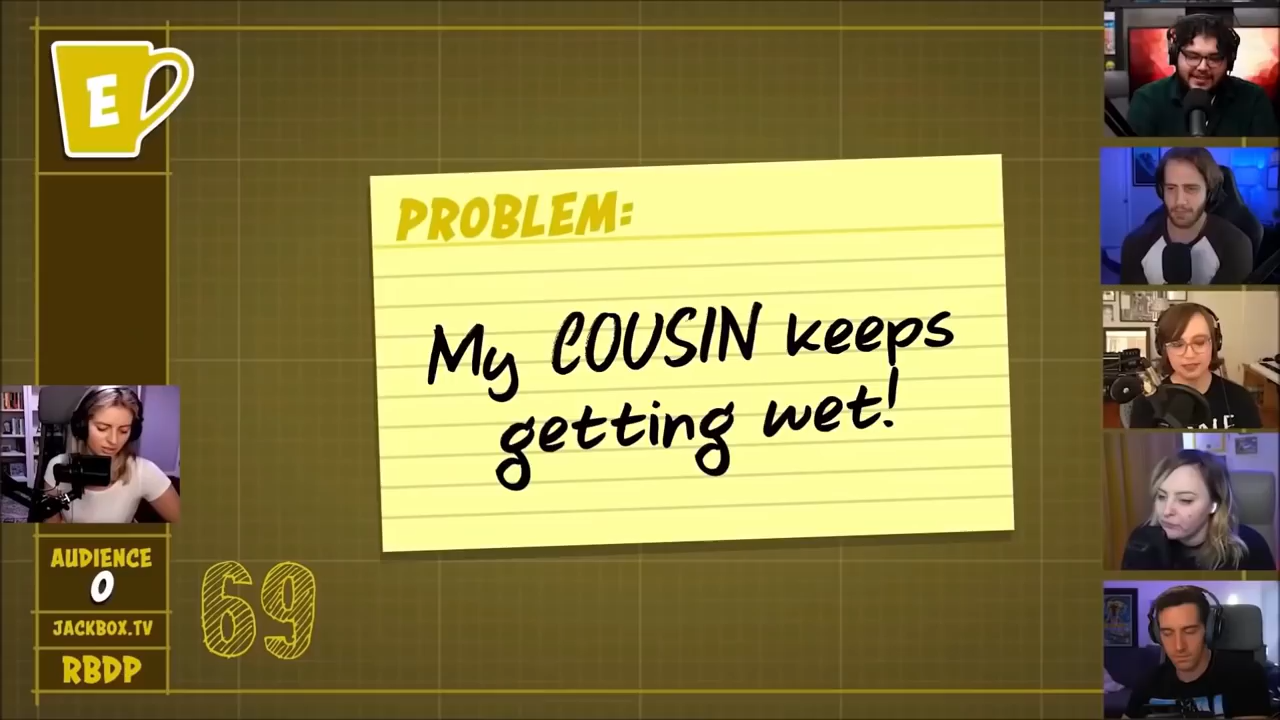 E
PROBLEM:
My COUSIN keeps
getting wet!
AUDIENCE
0
JACKBOX.TV
RBDP
69